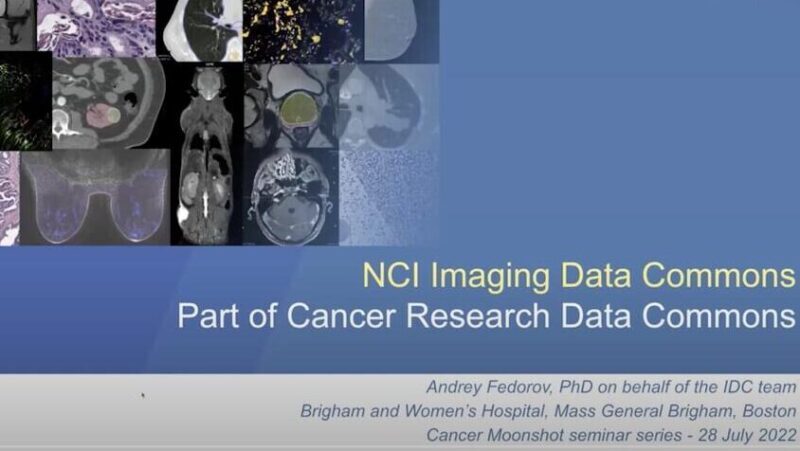 NCI Imaging Data Commons
Part of Cancer Research Data Commons
Andrey Fedorov, PhD on behalf of the IDC team
Brigham and Women's Hospital, Mass General Brigham, Boston
Cancer Moonshot seminar series - 28 July 2022